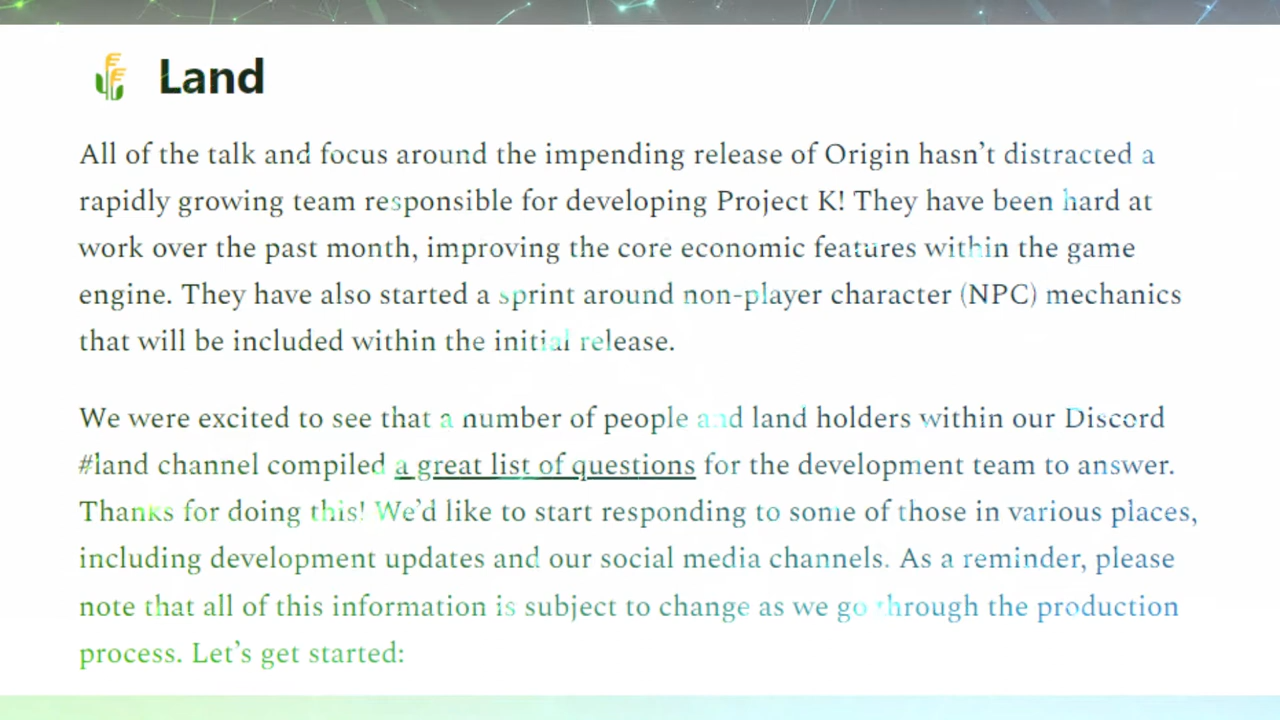 Land
All of the talk and focus around the impending release of Origin hasn’t distracted a
rapidly growing team responsible for developing Project K! They have been hard at
work over the past month, improving the core economic features within the game
engine. They have also started a sprint around non-player character (NPC) mechanics
that will be included within the initial release.
We were excited to see that a number of people and land holders within our Discord
#land channel compiled a great list of questions for the development team to answer.
Thanks for doing this! We’d like to start responding to some of those in various places,
including development updates and our social media channels. As a reminder, please
note that all of this information is subject to change as we go through the production
process. Let’s get started: